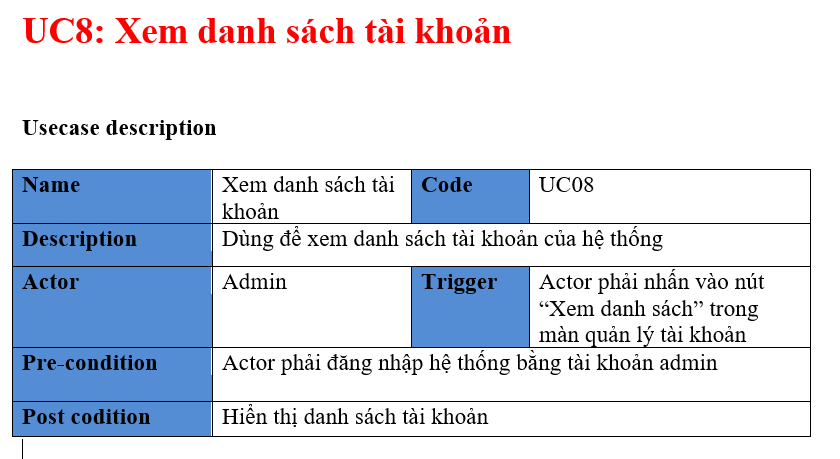 UC8: Xem danh sách tài khoản
Usecase description
Name
Xem danh sách tài
khoản
Code
UC08
Description
Dùng để xem danh sách tài khoản của hệ thống
Actor
Admin
Trigger
Actor phải nhấn vào nút
“Xem danh sách” trong
màn quản lý tài khoản
Pre-condition
Actor phải đăng nhập hệ thống bằng tài khoản admin
Post codition
Hiển thị danh sách tài khoản